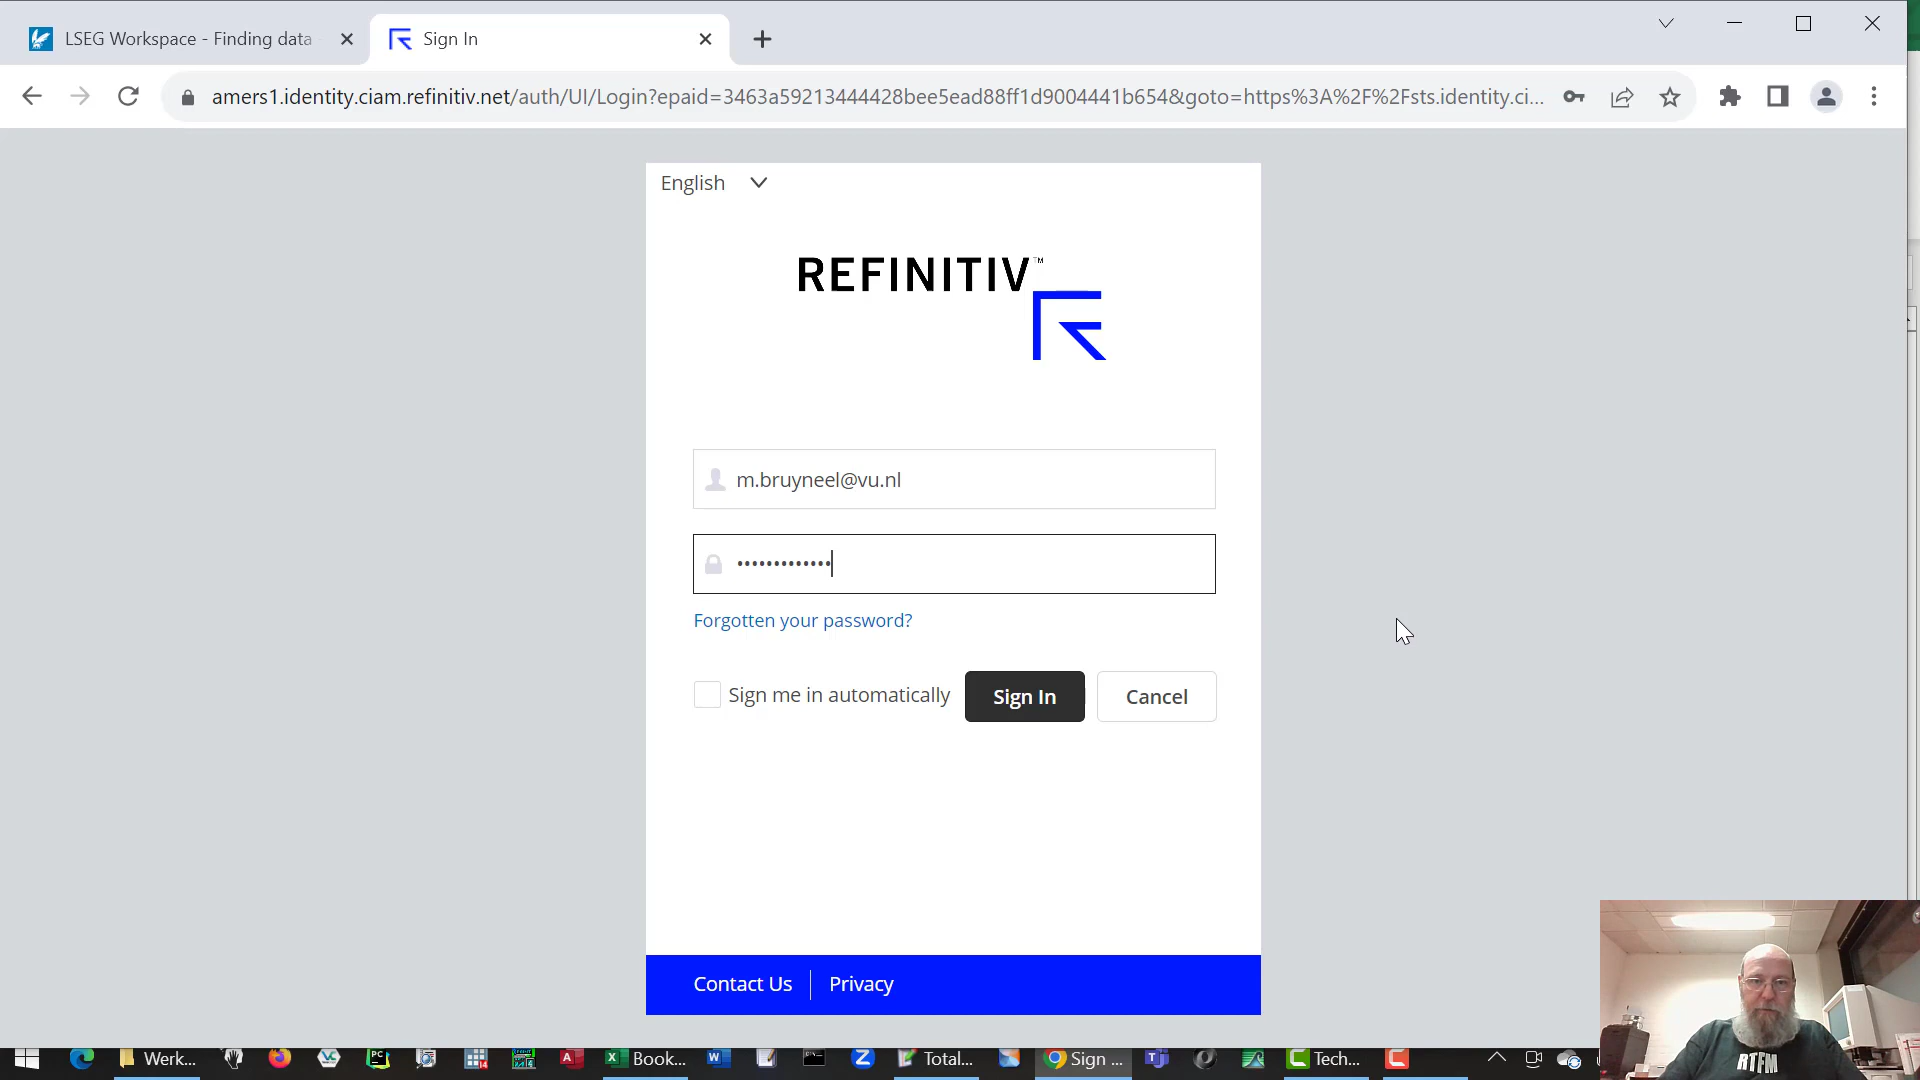 LSEG Workspace - Finding data
Sign In
amers1.identity.ciam.refinitiv.net/auth/UI/Login?epaid=3463a59213444428bee5ead88ff1d9004441b654&goto=https%3A%2F%2Fsts.identity.ci...
English
REFINITIV™
m.bruyneel@vu.nl
•••••••••••••
Forgotten your password?
Sign me in automatically
Sign In
Cancel
Contact Us
Privacy
RTFM
Werk...
Book...
Total...
Sign ...
Tech...